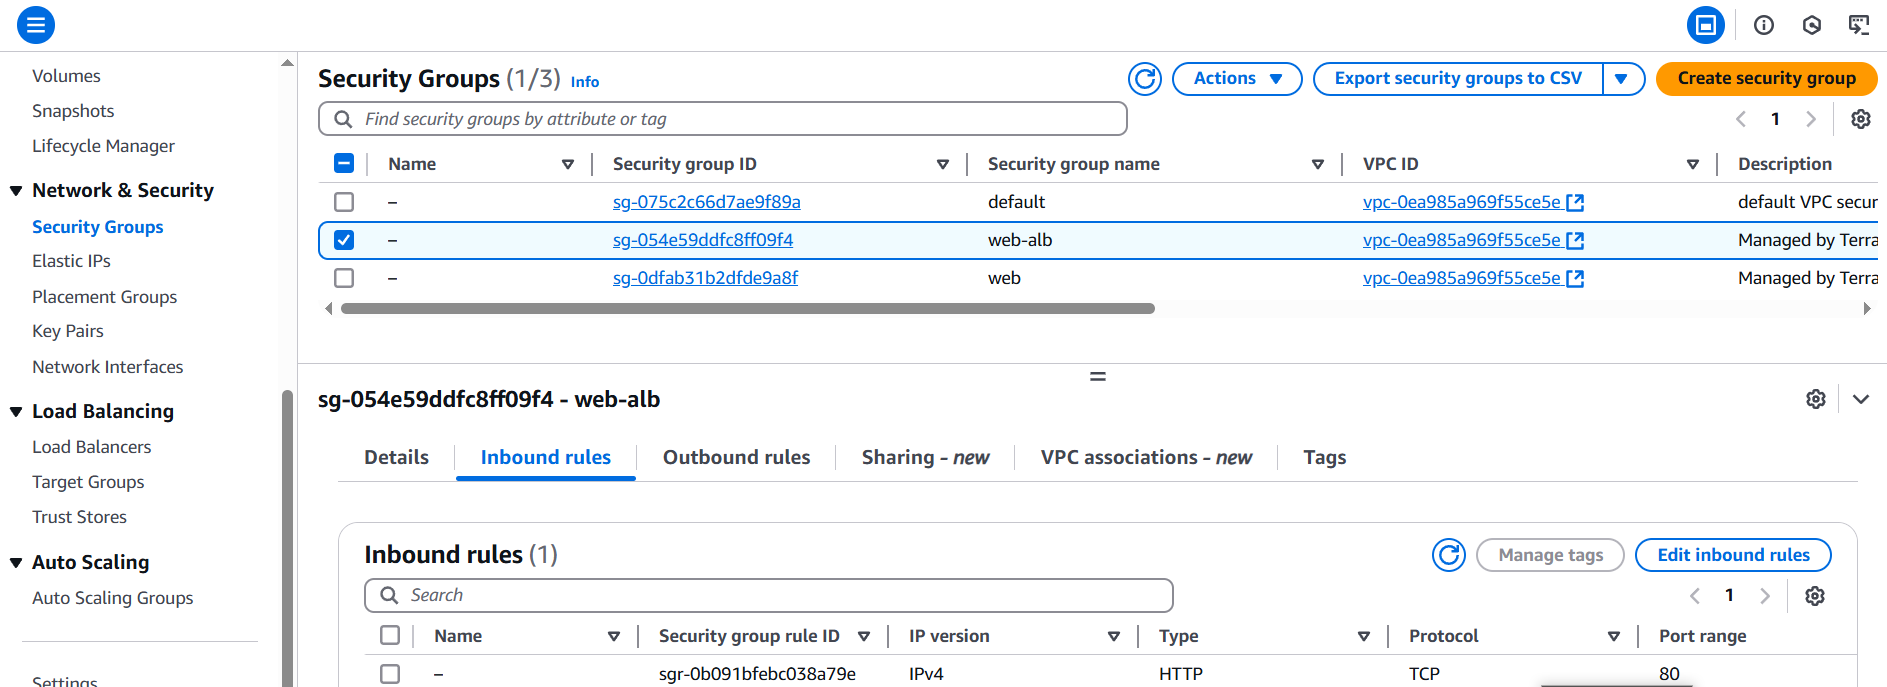 Volumes
Snapshots
Lifecycle Manager
Network & Security
Security Groups
Elastic IPs
Placement Groups
Key Pairs
Network Interfaces
Load Balancing
Load Balancers
Target Groups
Trust Stores
Auto Scaling
Auto Scaling Groups
Settings
Security Groups (1/3) Info
Actions
Export security groups to CSV
Create security group
Find security groups by attribute or tag
1
Name Security group ID Security group name VPC ID Description
– sg-075c2c66d7ae9f89a default vpc-0ea985a969f55ce5e default VPC secur
– sg-054e59ddfc8ff09f4 web-alb vpc-0ea985a969f55ce5e Managed by Terra
– sg-0dfab31b2dfde9a8f web vpc-0ea985a969f55ce5e Managed by Terra
sg-054e59ddfc8ff09f4 - web-alb
Details Inbound rules Outbound rules Sharing - new VPC associations - new Tags
Inbound rules (1)
Manage tags
Edit inbound rules
Search
1
Name Security group rule ID IP version Type Protocol Port range
– sgr-0b091bfebc038a79e IPv4 HTTP TCP 80